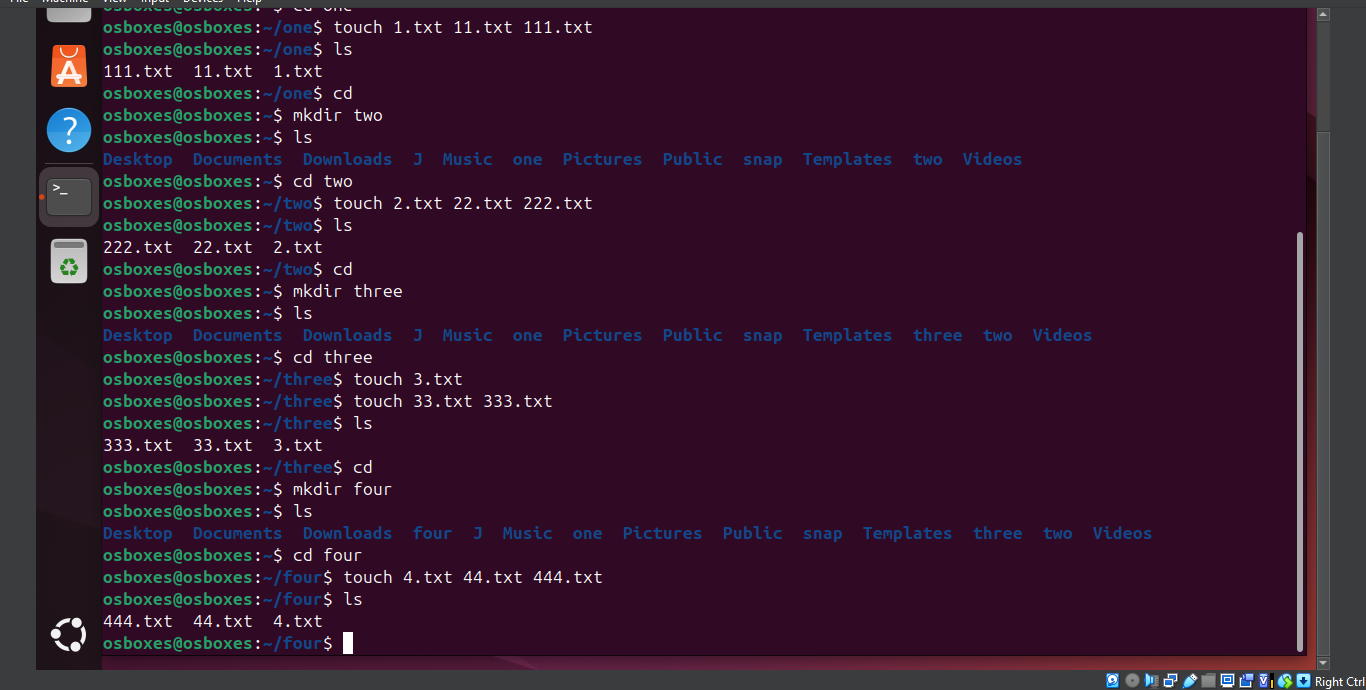 File Machine View Input Devices Help
$ cd one
osboxes@osboxes:~/one$ touch 1.txt 11.txt 111.txt
osboxes@osboxes:~/one$ ls
111.txt 11.txt 1.txt
osboxes@osboxes:~/one$ cd
osboxes@osboxes:~$ mkdir two
osboxes@osboxes:~$ ls
Desktop Documents Downloads J Music one Pictures Public snap Templates two Videos
osboxes@osboxes:~$ cd two
osboxes@osboxes:~/two$ touch 2.txt 22.txt 222.txt
osboxes@osboxes:~/two$ ls
222.txt 22.txt 2.txt
osboxes@osboxes:~/two$ cd
osboxes@osboxes:~$ mkdir three
osboxes@osboxes:~$ ls
Desktop Documents Downloads J Music one Pictures Public snap Templates three two Videos
osboxes@osboxes:~$ cd three
osboxes@osboxes:~/three$ touch 3.txt
osboxes@osboxes:~/three$ touch 33.txt 333.txt
osboxes@osboxes:~/three$ ls
333.txt 33.txt 3.txt
osboxes@osboxes:~/three$ cd
osboxes@osboxes:~$ mkdir four
osboxes@osboxes:~$ ls
Desktop Documents Downloads four J Music one Pictures Public snap Templates three two Videos
osboxes@osboxes:~$ cd four
osboxes@osboxes:~/four$ touch 4.txt 44.txt 444.txt
osboxes@osboxes:~/four$ ls
444.txt 44.txt 4.txt
osboxes@osboxes:~/four$
Right Ctrl